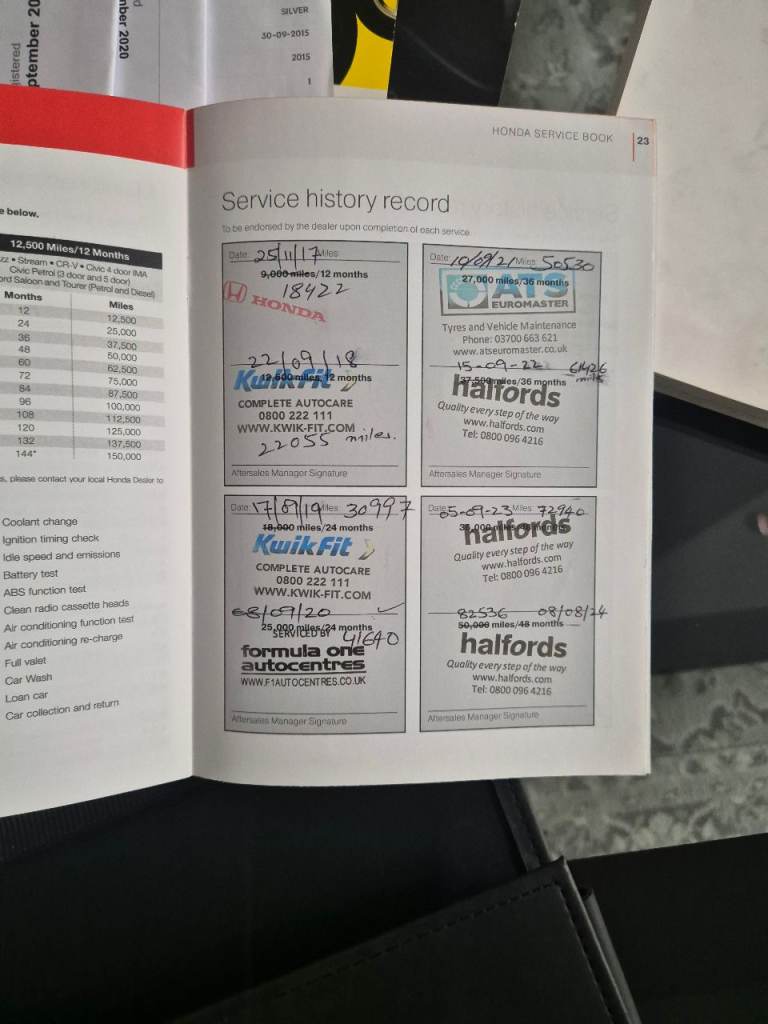 SILVER
30-09-2015
2015
1
mber 2020
istered
ptember 20
HONDA SERVICE BOOK 23
Service history record
To be endorsed by the dealer upon completion of each service
Date: 25/11/17 Miles:
9,000 miles/12 months
18422
HONDA
22/09/18
12,500 miles, 12 months
KwikFit
COMPLETE AUTOCARE
0800 222 111
WWW.KWIK-FIT.COM
22055 miles.
Aftersales Manager Signature
Date: 17/09/19 Miles: 30997
18,000 miles/24 months
KwikFit
COMPLETE AUTOCARE
0800 222 111
WWW.KWIK-FIT.COM
08/09/20
25,000 miles/24 months
41640
SERVICED BY
formula one
autocentres
WWW.F1AUTOCENTRES.CO.UK
Aftersales Manager Signature
Date: 10/09/21 Miles: 50530
27,000 miles/36 months
ATS
EUROMASTER
Tyres and Vehicle Maintenance
Phone: 03700 663 621
www.atseuromaster.co.uk
15-09-22 61426
miles
37,500 miles/36 months
halfords
Quality every step of the way
www.halfords.com
Tel: 0800 096 4216
Aftersales Manager Signature
Date: 05-09-23 Miles: 72940
halfords
Quality every step of the way
www.halfords.com
Tel: 0800 096 4216
82536 08/08/24
50,000 miles/48 months
halfords
Quality every step of the way
www.halfords.com
Tel: 0800 096 4216
Aftersales Manager Signature
e below.
12,500 Miles/12 Months
zz • Stream • CR-V • Civic 4 door IMA
Civic Petrol (3 door and 5 door)
ord Saloon and Tourer (Petrol and Diesel)
Months Miles
12 12,500
24 25,000
36 37,500
48 50,000
60 62,500
72 75,000
84 87,500
96 100,000
108 112,500
120 125,000
132 137,500
144* 150,000
s, please contact your local Honda Dealer to
Coolant change
Ignition timing check
Idle speed and emissions
Battery test
ABS function test
Clean radio cassette heads
Air conditioning function test
Air conditioning re-charge
Full valet
Car Wash
Loan car
Car collection and return